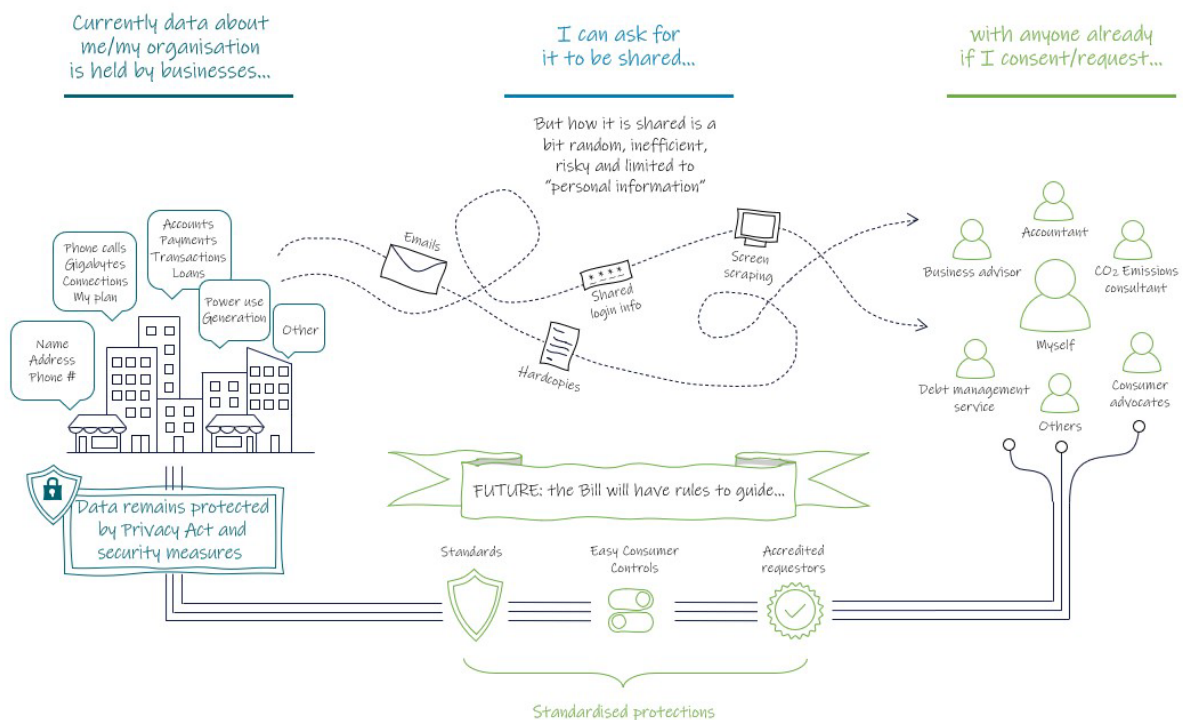 Currently data about
me/my organisation
is held by businesses...
I can ask for
it to be shared...
with anyone already
if I consent/request...
But how it is shared is a
bit random, inefficient,
risky and limited to
"personal information"
Phone calls
Gigabytes
Connections
My plan
Accounts
Payments
Transactions
Loans
Power use
Generation
Other
Name
Address
Phone #
Emails
Shared
login info
Screen
scraping
Hardcopies
Accountant
Business advisor
CO₂ Emissions
consultant
Myself
Debt management
service
Others
Consumer
advocates
Data remains protected
by Privacy Act and
security measures
FUTURE: the Bill will have rules to guide...
Standards
Easy Consumer
Controls
Accredited
requestors
Standardised protections